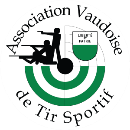 Association Vaudoise
de Tir Sportif